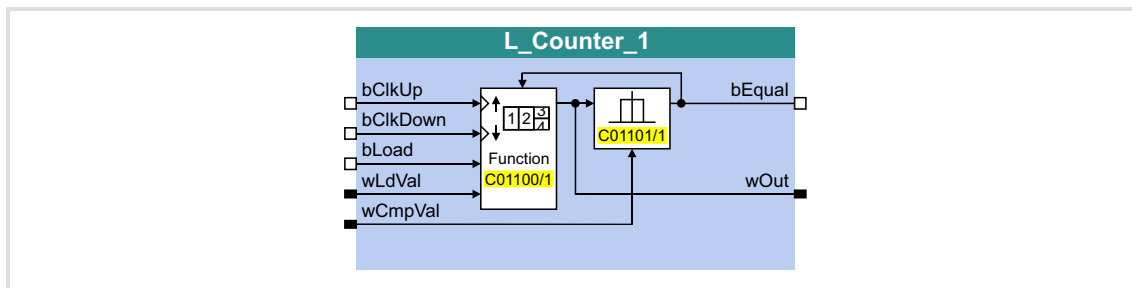 L_Counter_1
bClkUp
bClkDown
bLoad
wLdVal
wCmpVal
1 2 3
4
Function
C01100/1
C01101/1
bEqual
wOut